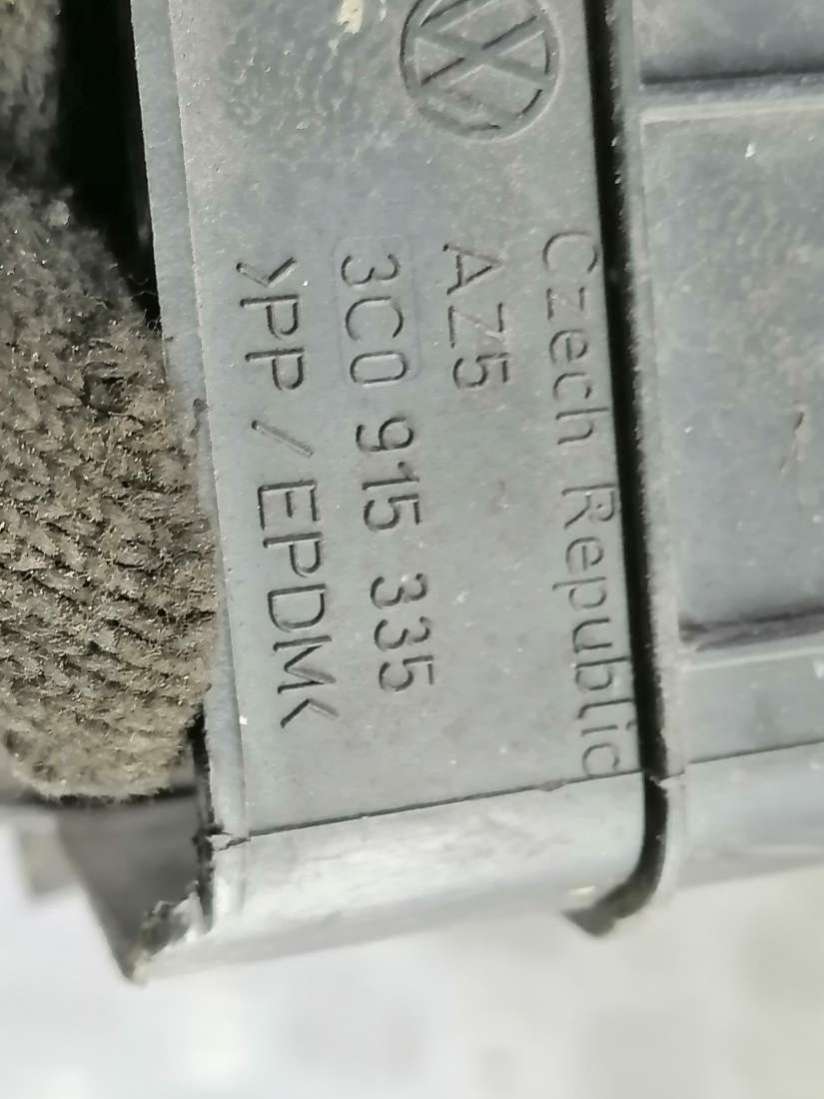 Czech Republic
AZ5
3C0 915 335
>PP/EPDM<